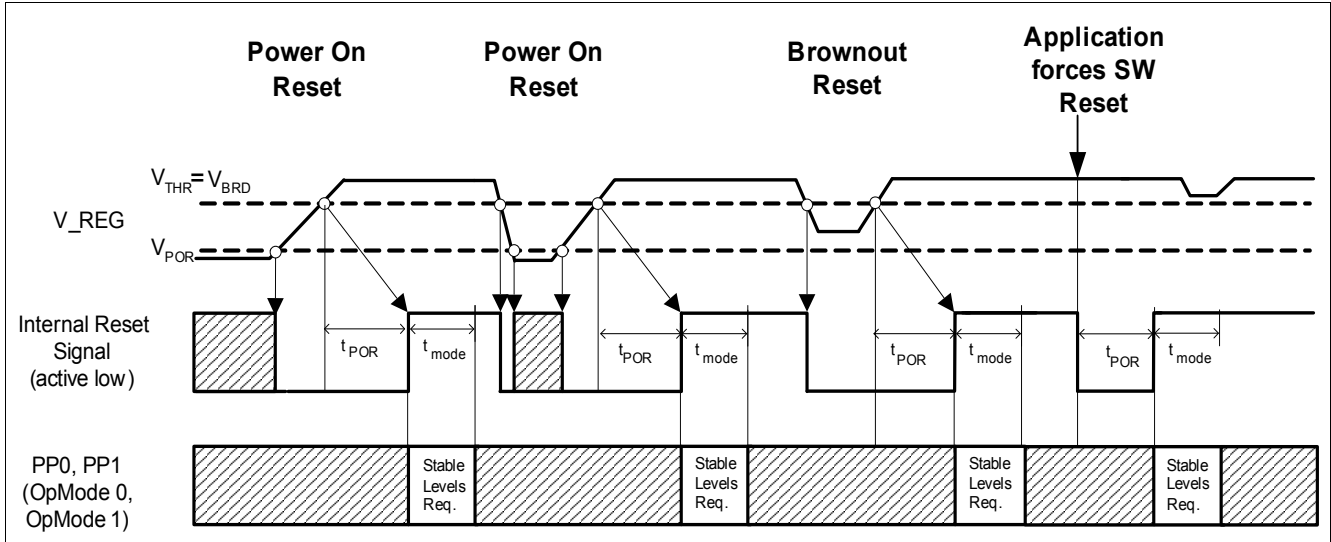 Power On
Reset
Power On
Reset
Brownout
Reset
Application
forces SW
Reset
V_THR= V_BRD
V_REG
V_POR
Internal Reset
Signal
(active low)
t_POR
t_mode
t_POR
t_mode
t_POR
t_mode
t_POR
t_mode
PP0, PP1
(OpMode 0,
OpMode 1)
Stable
Levels
Req.
Stable
Levels
Req.
Stable
Levels
Req.
Stable
Levels
Req.